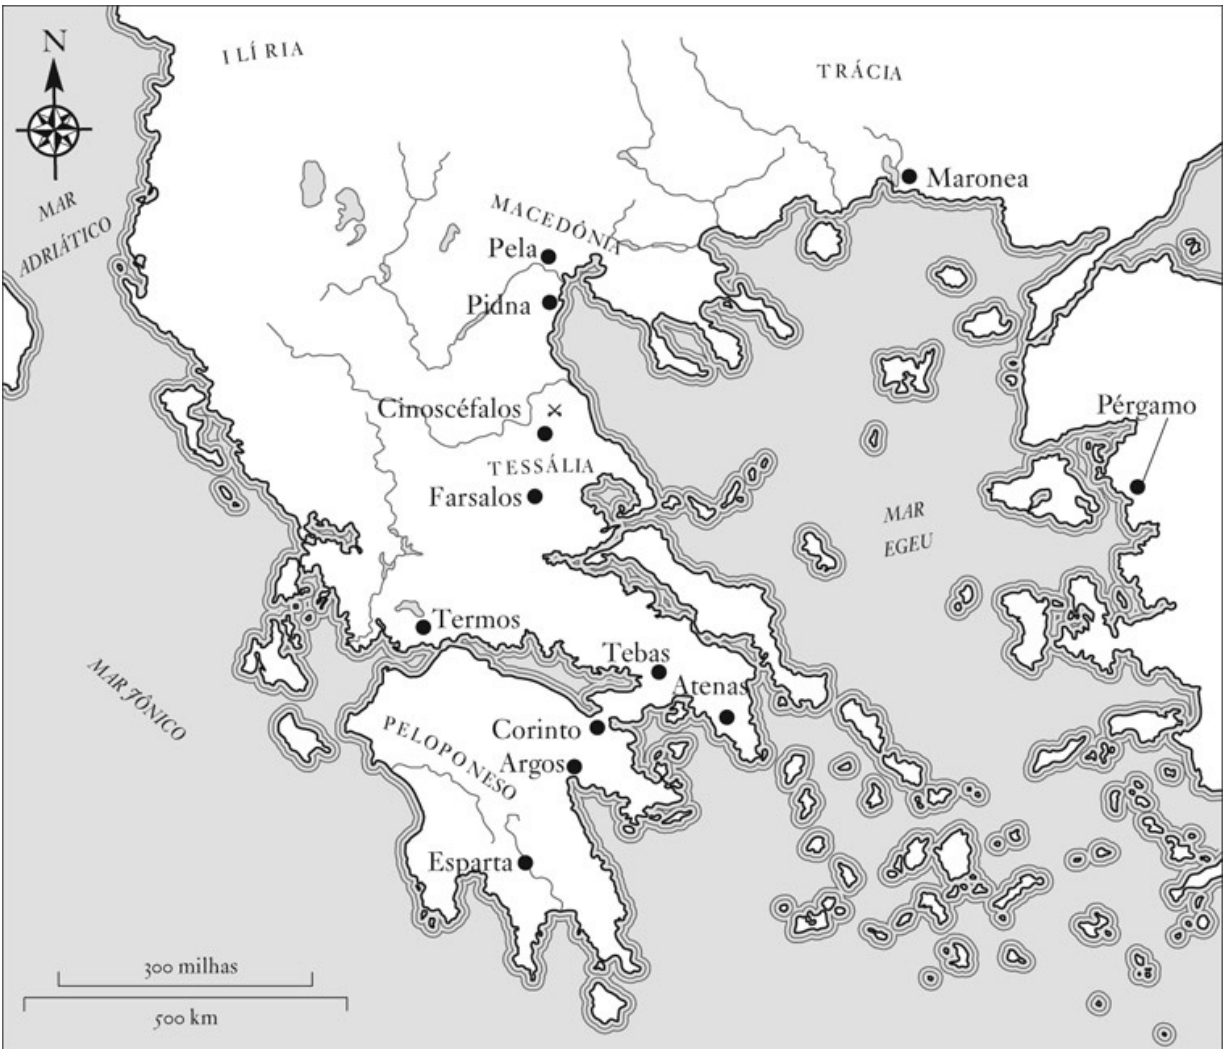 N
ILÍRIA
TRÁCIA
MAR
ADRIÁTICO
Maronea
MACEDÔNIA
Pela
Pidna
Cinoscéfalos
Pérgamo
TESSÁLIA
Farsalos
MAR
EGEU
Termos
Tebas
Atenas
MAR JÔNICO
Corinto
PELOPONESO
Argos
Esparta
300 milhas
500 km